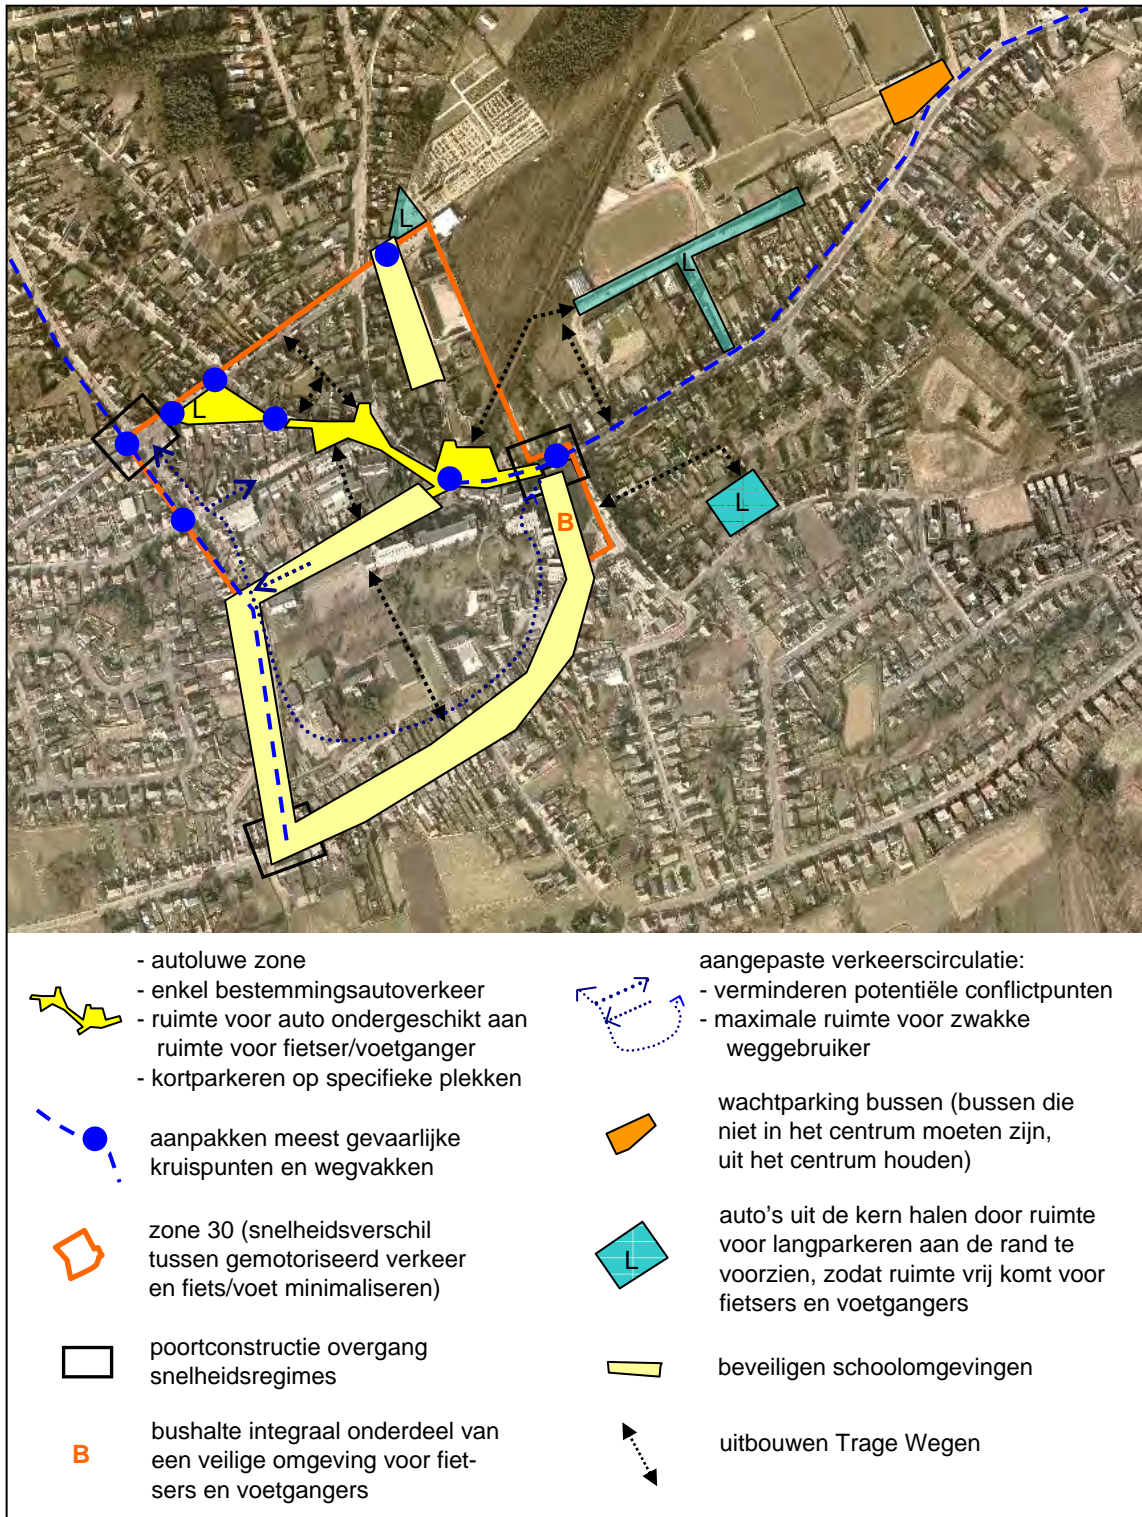 L
L
L
L
B
- autoluwe zone
- enkel bestemmingsautoverkeer
- ruimte voor auto ondergeschikt aan
ruimte voor fietser/voetganger
- kortparkeren op specifieke plekken
aanpakken meest gevaarlijke
kruispunten en wegvakken
zone 30 (snelheidsverschil
tussen gemotoriseerd verkeer
en fiets/voet minimaliseren)
poortconstructie overgang
snelheidsregimes
B
bushalte integraal onderdeel van
een veilige omgeving voor fiet-
sers en voetgangers
aangepaste verkeerscirculatie:
- verminderen potentiële conflictpunten
- maximale ruimte voor zwakke
weggebruiker
wachtparking bussen (bussen die
niet in het centrum moeten zijn,
uit het centrum houden)
L
auto's uit de kern halen door ruimte
voor langparkeren aan de rand te
voorzien, zodat ruimte vrij komt voor
fietsers en voetgangers
beveiligen schoolomgevingen
uitbouwen Trage Wegen